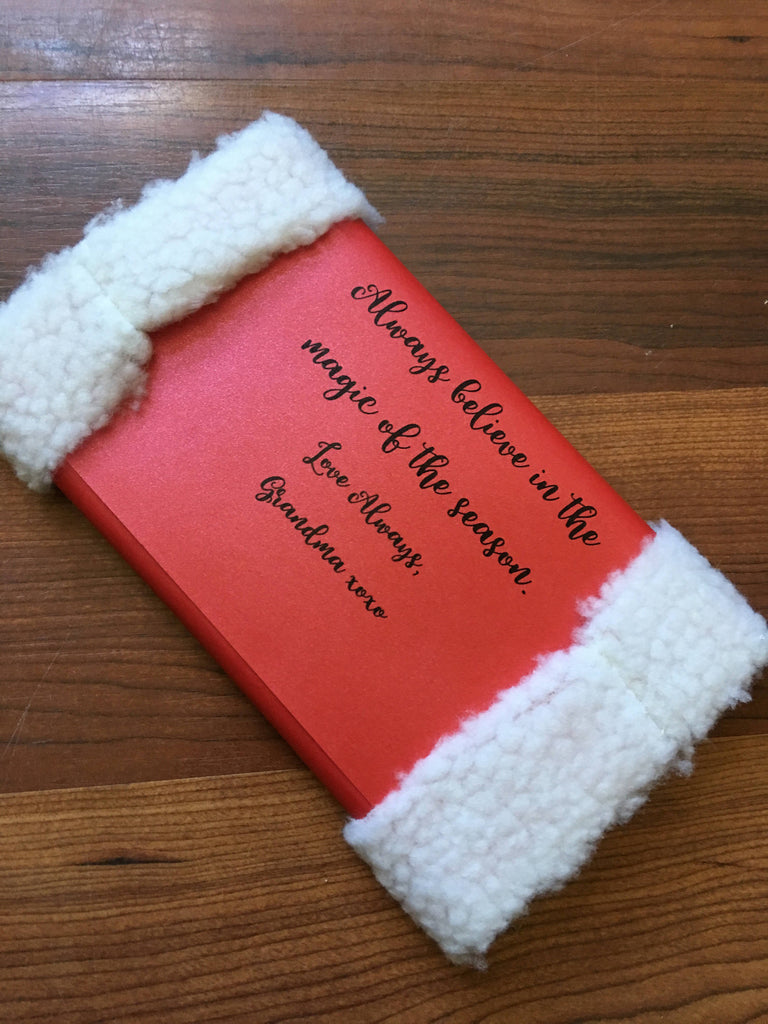 Always believe in the
magic of the season.
Love Always,
Grandma xoxo